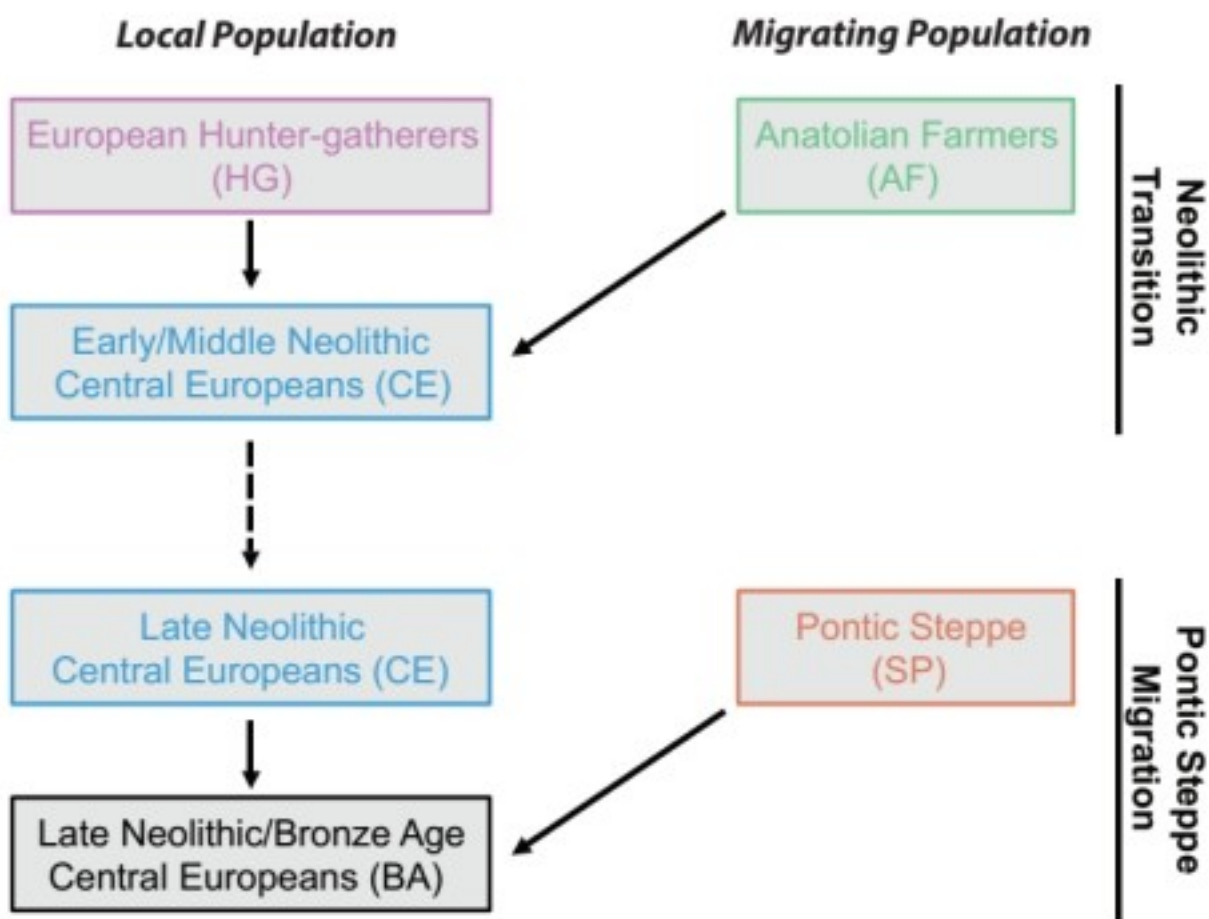 Local Population
Migrating Population
European Hunter-gatherers
(HG)
Anatolian Farmers
(AF)
Neolithic
Transition
Early/Middle Neolithic
Central Europeans (CE)
Late Neolithic
Central Europeans (CE)
Pontic Steppe
(SP)
Pontic Steppe
Migration
Late Neolithic/Bronze Age
Central Europeans (BA)